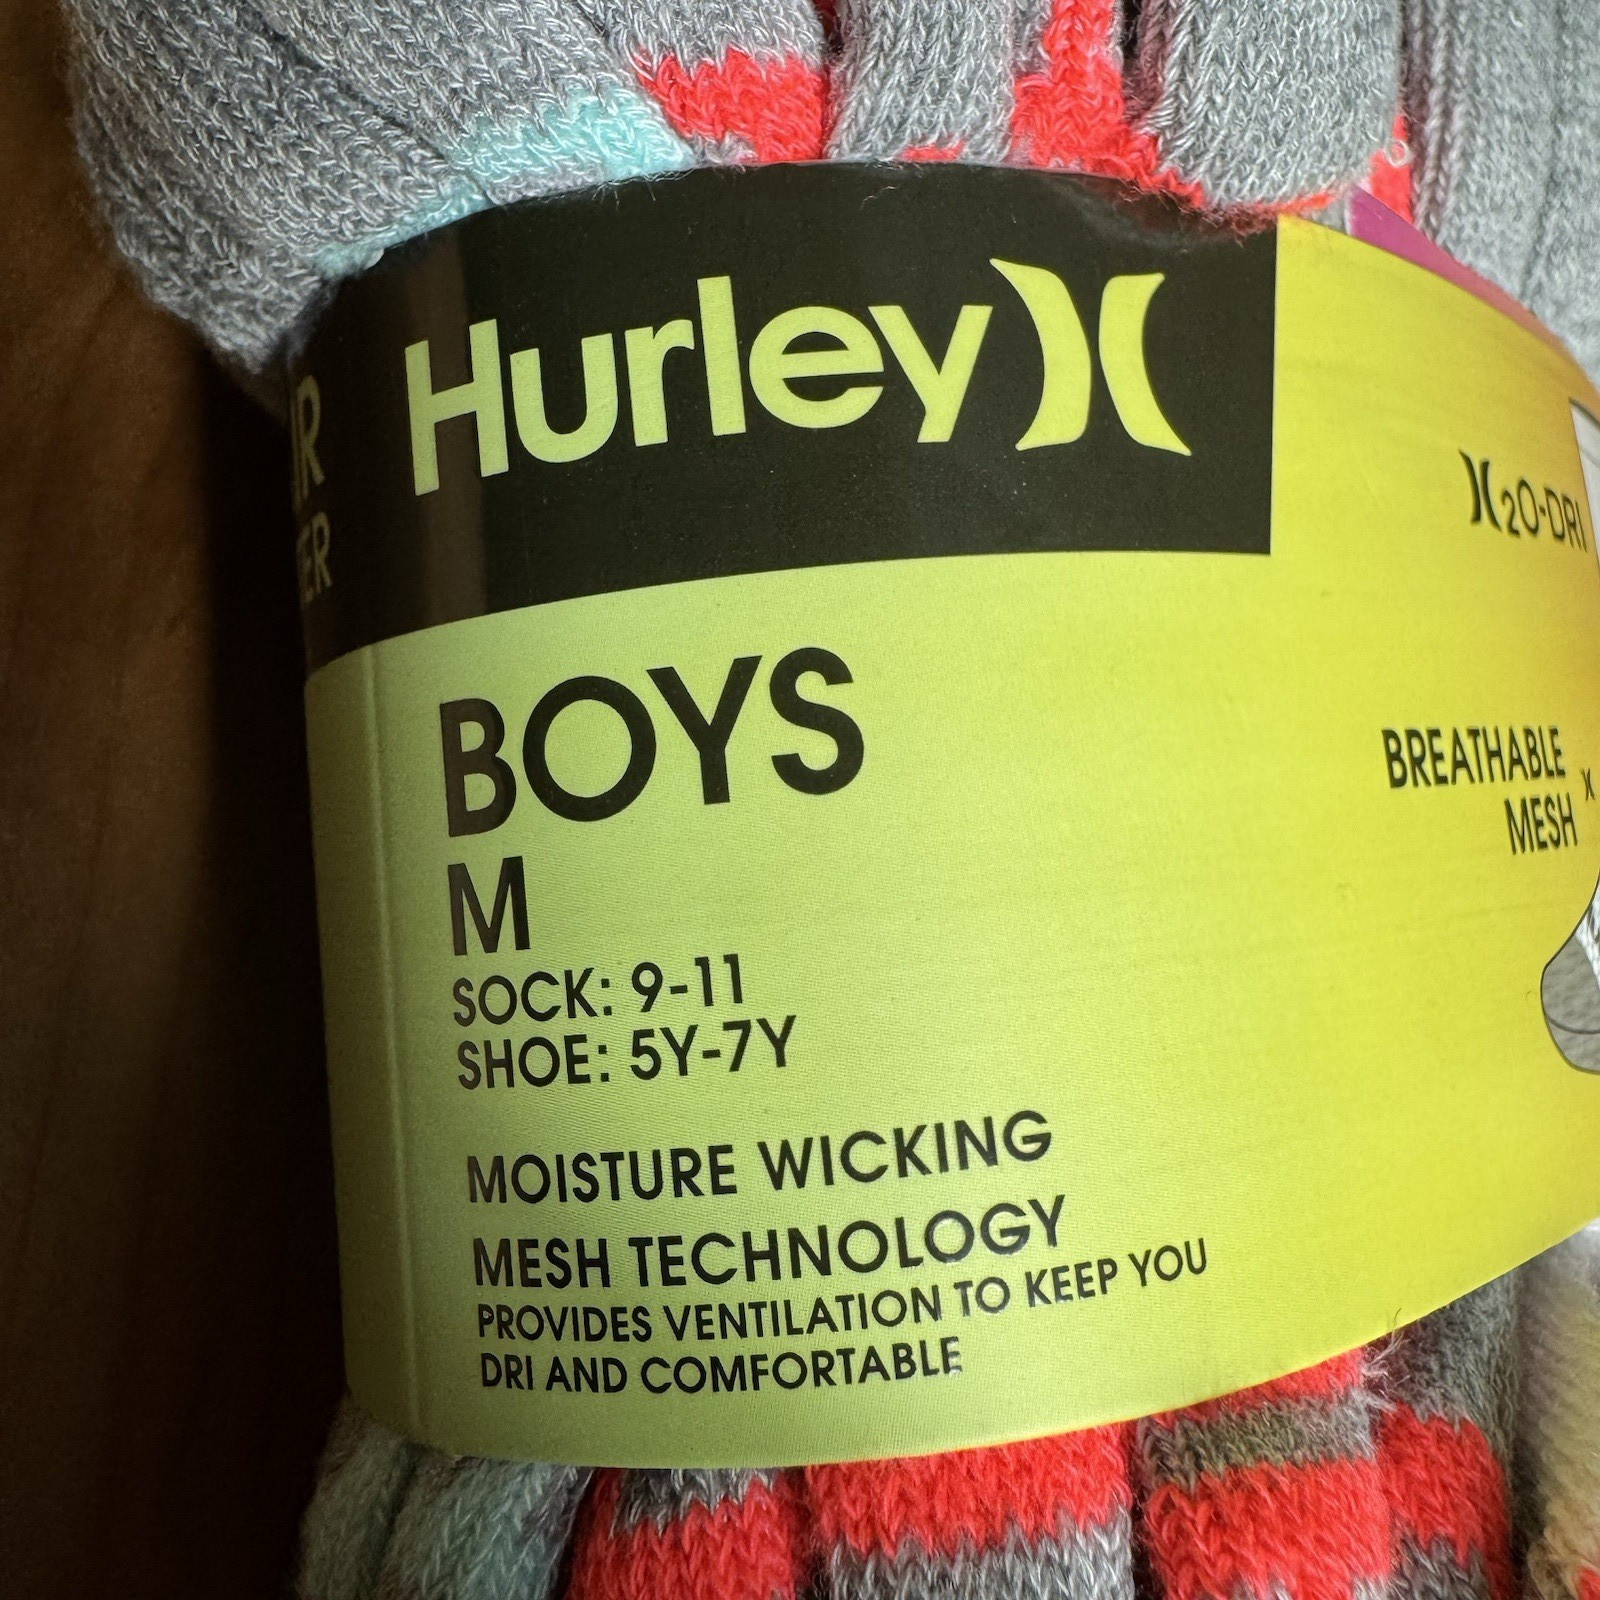 Hurley
BOYS
M
SOCK: 9-11
SHOE: 5Y-7Y
MOISTURE WICKING
MESH TECHNOLOGY
PROVIDES VENTILATION TO KEEP YOU
DRI AND COMFORTABLE
2O-DRI
BREATHABLE
MESH